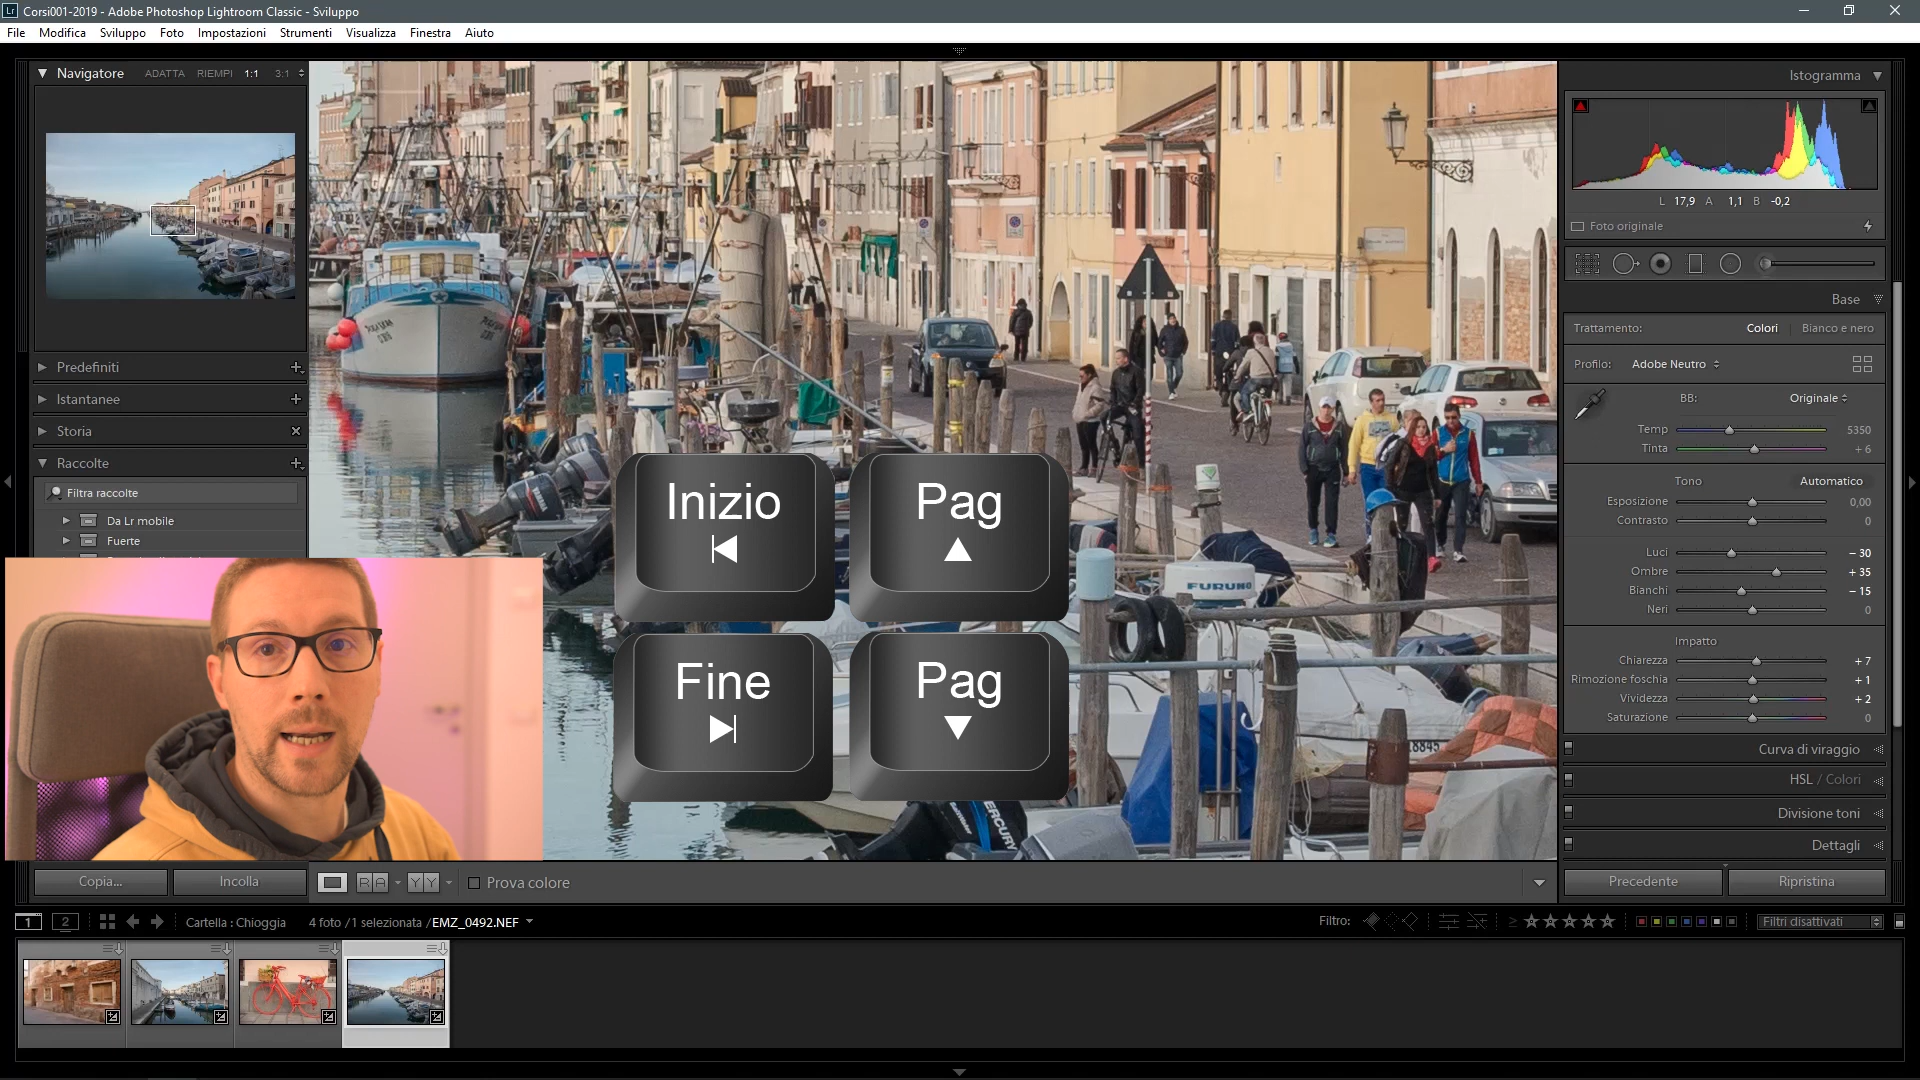 Corsi001-2019 - Adobe Photoshop Lightroom Classic - Sviluppo
File Modifica Sviluppo Foto Impostazioni Strumenti Visualizza Finestra Aiuto
Navigatore ADATTA RIEMPI 1:1 3:1
Predefiniti
Istantanee
Storia
Raccolte
Filtra raccolte
Da Lr mobile
Fuerte
Inizio
Pag
Fine
Pag
FURUNO
MERCURY
Istogramma
L 17,9 A 1,1 B -0,2
Foto originale
Base
Trattamento: Colori Bianco e nero
Profilo: Adobe Neutro
BB: Originale
Temp 5350
Tinta + 6
Tono Automatico
Esposizione 0,00
Contrasto 0
Luci – 30
Ombre + 35
Bianchi – 15
Neri 0
Impatto
Chiarezza + 7
Rimozione foschia + 1
Vividezza + 2
Saturazione 0
Curva di viraggio
HSL / Colori
Divisione toni
Dettagli
Copia... Incolla
R A Y Y Prova colore
Precedente Ripristina
1 2 Cartella : Chioggia 4 foto /1 selezionata /EMZ_0492.NEF
Filtro: ≥ Filtri disattivati